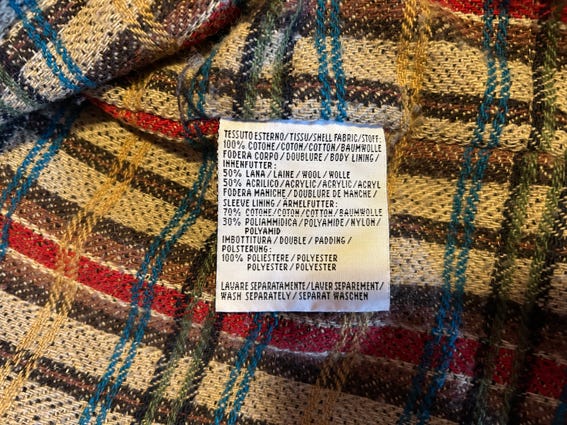 TESSUTO ESTERNO/TISSU/SHELL FABRIC/STOFF:
100% COTONE/COTON/COTTON/BAUMWOLLE
FODERA CORPO/DOUBLURE/BODY LINING/
INNENFUTTER:
50% LANA/LAINE/WOOL/WOLLE
50% ACRILICO/ACRYLIC/ACRYLIC/ACRYL
FODERA MANICHE/DOUBLURE DE MANCHE/
SLEEVE LINING/ÄRMELFUTTER:
70% COTONE/COTON/COTTON/BAUMWOLLE
30% POLIAMMIDICA/POLYAMIDE/NYLON/
POLYAMID
IMBOTTITURA/DOUBLE/PADDING/
POLSTERUNG:
100% POLIESTERE/POLYESTER
POLYESTER/POLYESTER
LAVARE SEPARATAMENTE/LAVER SEPAREMENT/
WASH SEPARATELY/SEPARAT WASCHEN